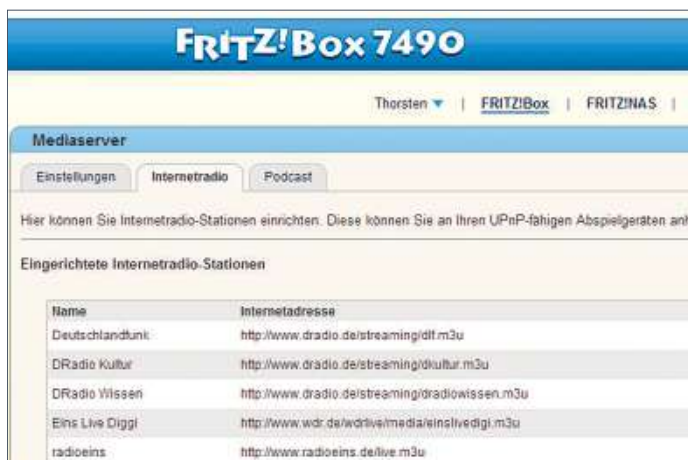 FRITZ!Box 7490
Thorsten | FRITZ!Box | FRITZ!NAS |
Mediaserver
Einstellungen Internetradio Podcast
Hier können Sie Internetradio-Stationen einrichten. Diese können Sie an Ihren UPnP-fähigen Abspielgeräten anh
Eingerichtete Internetradio-Stationen
Name Internetadresse
Deutschlandfunk http://www.dradio.de/streaming/dlf.m3u
DRadio Kultur http://www.dradio.de/streaming/dkultur.m3u
DRadio Wissen http://www.dradio.de/streaming/dradiowissen.m3u
Eins Live Diggi http://www.wdr.de/wdrlive/media/einslivedigi.m3u
radioeins http://www.radioeins.de/live.m3u